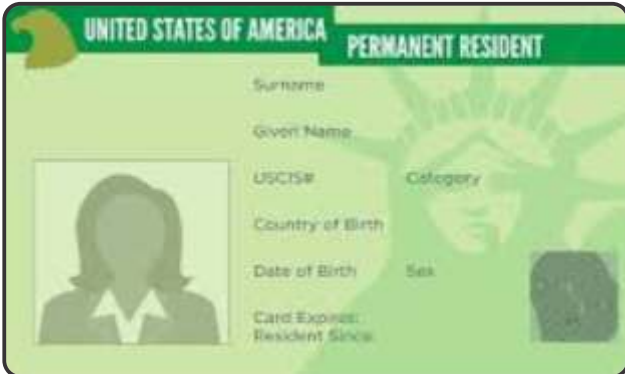 UNITED STATES OF AMERICA
PERMANENT RESIDENT
Surname
Given Name
USCIS# Category
Country of Birth
Date of Birth Sex
Card Expires:
Resident Since: